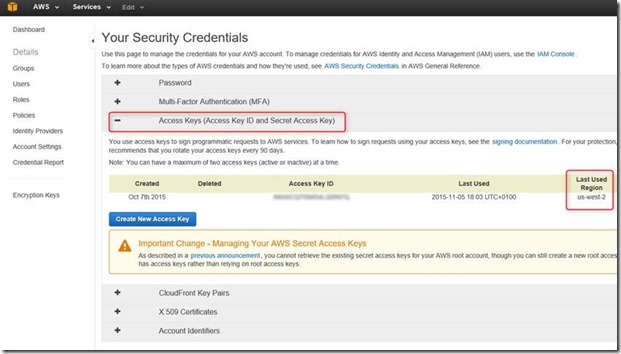 AWS Services Edit
Dashboard
Details
Groups
Users
Roles
Policies
Identity Providers
Account Settings
Credential Report
Encryption Keys
Your Security Credentials
Use this page to manage the credentials for your AWS account. To manage credentials for AWS Identity and Access Management (IAM) users, use the IAM Console.
To learn more about the types of AWS credentials and how they're used, see AWS Security Credentials in AWS General Reference.
+ Password
+ Multi-Factor Authentication (MFA)
− Access Keys (Access Key ID and Secret Access Key)
You use access keys to sign programmatic requests to AWS services. To learn how to sign requests using your access keys, see the signing documentation. For your protection,
recommends that you rotate your access keys every 90 days.
Note: You can have a maximum of two access keys (active or inactive) at a time.
Created Deleted Access Key ID Last Used Last Used Region
Oct 7th 2015 2015-11-05 18:03 UTC+0100 us-west-2
Create New Access Key
Important Change - Managing Your AWS Secret Access Keys
As described in a previous announcement, you cannot retrieve the existing secret access keys for your AWS root account, though you can still create a new root access
has access keys rather than relying on root access keys.
+ CloudFront Key Pairs
+ X.509 Certificates
+ Account Identifiers